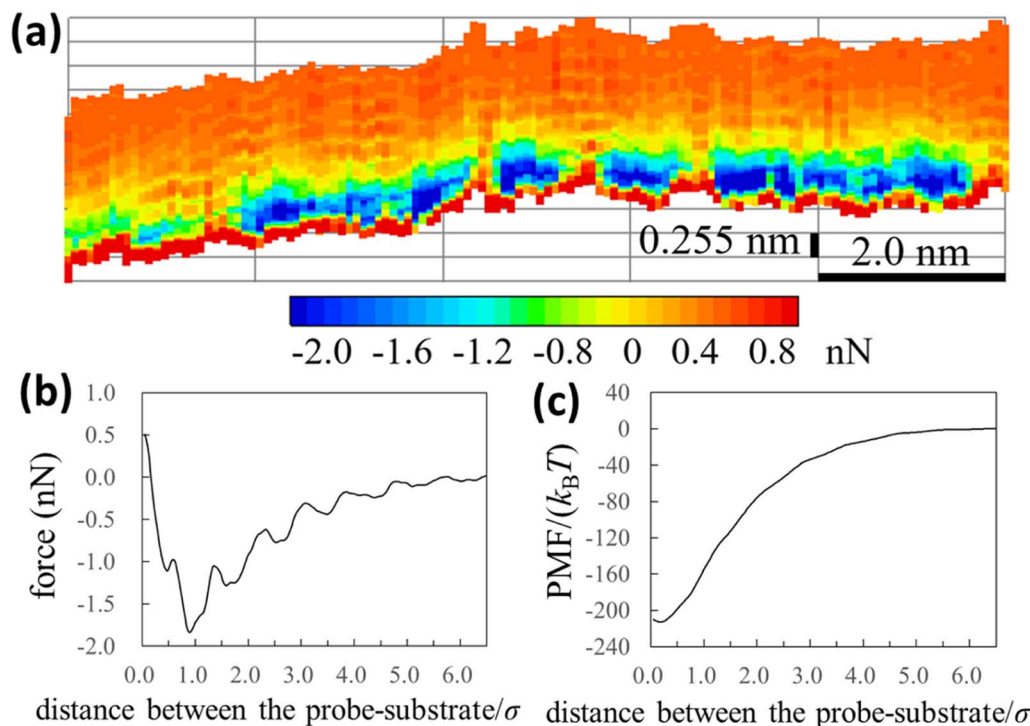 (a)
0.255 nm
2.0 nm
-2.0 -1.6 -1.2 -0.8 0 0.4 0.8 nN
(b)
1.0
0.5
0.0
-0.5
-1.0
-1.5
-2.0
force (nN)
0.0 1.0 2.0 3.0 4.0 5.0 6.0
distance between the probe-substrate/σ
(c)
40
0
-40
-80
-120
-160
-200
-240
PMF/(kBT)
0.0 1.0 2.0 3.0 4.0 5.0 6.0
distance between the probe-substrate/σ